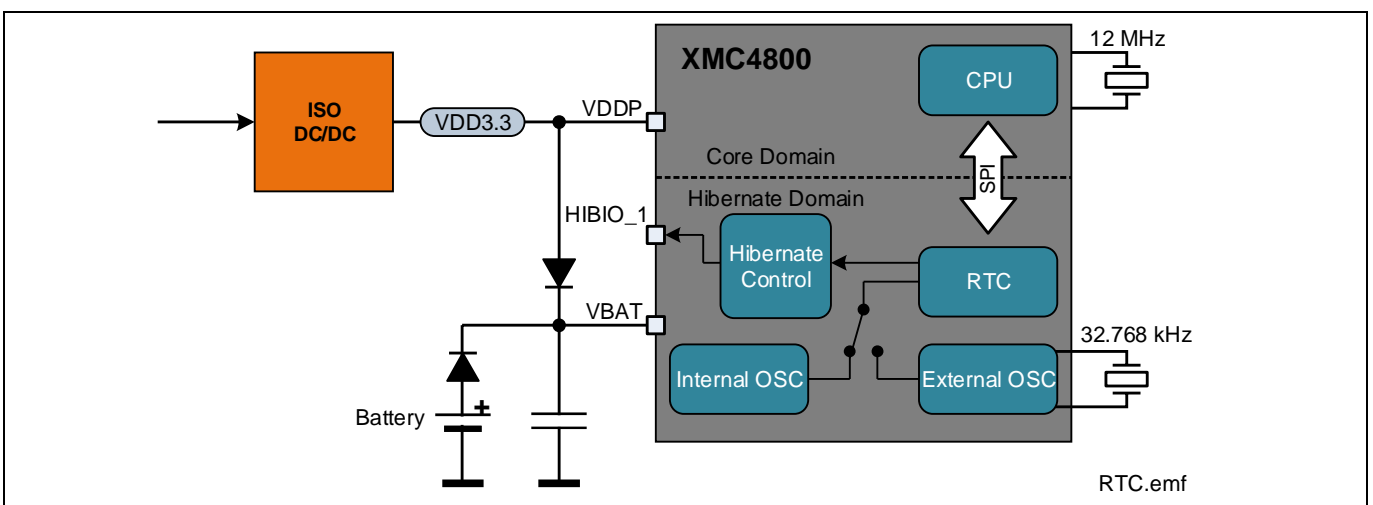 XMC4800
12 MHz
CPU
ISO
DC/DC
VDD3.3
VDDP
Core Domain
SPI
Hibernate Domain
HIBIO_1
Hibernate
Control
RTC
VBAT
32.768 kHz
Internal OSC
External OSC
Battery
+
RTC.emf